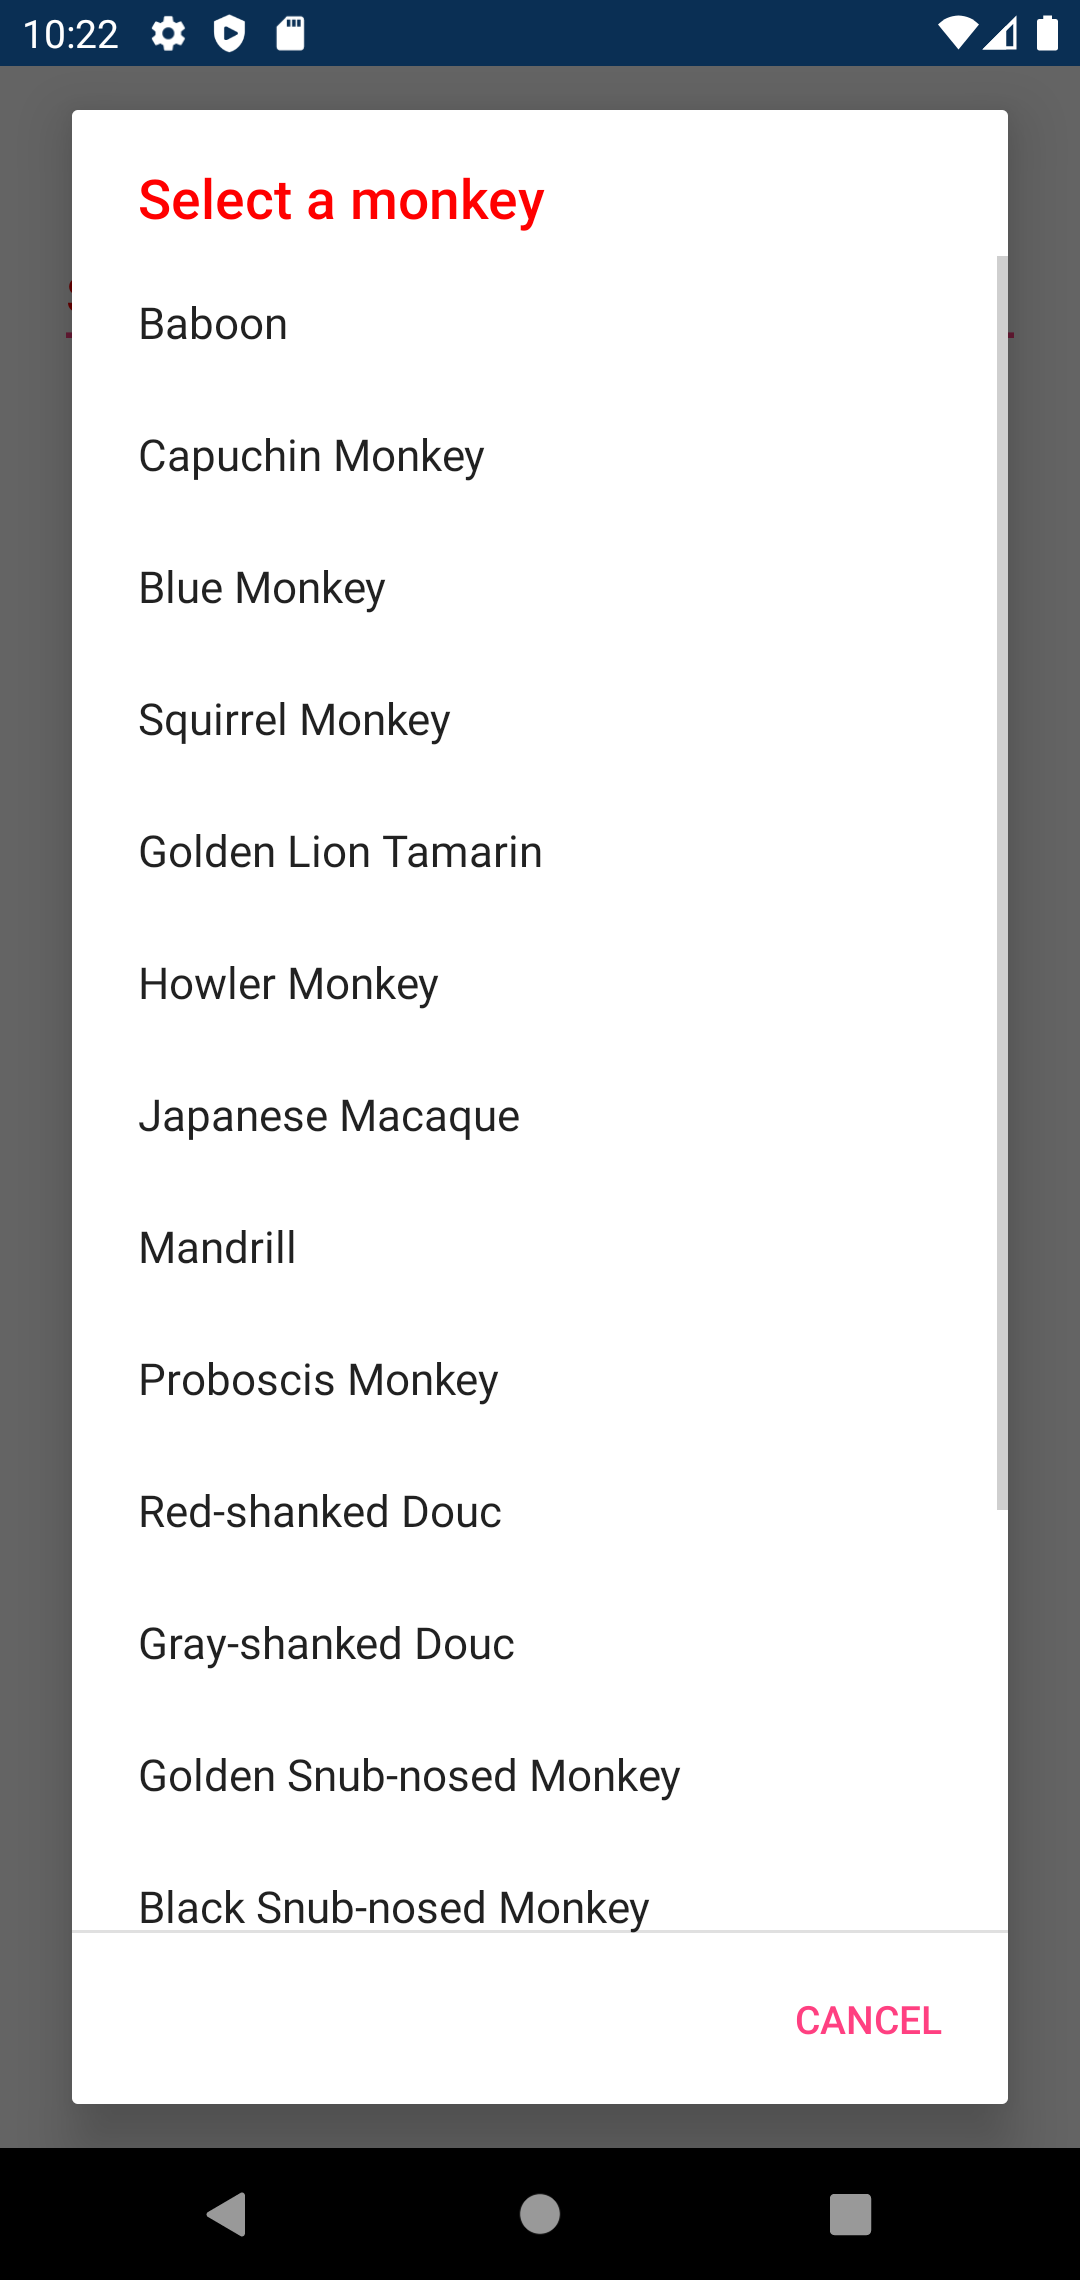 10:22
Select a monkey
Baboon
Capuchin Monkey
Blue Monkey
Squirrel Monkey
Golden Lion Tamarin
Howler Monkey
Japanese Macaque
Mandrill
Proboscis Monkey
Red-shanked Douc
Gray-shanked Douc
Golden Snub-nosed Monkey
Black Snub-nosed Monkey
CANCEL